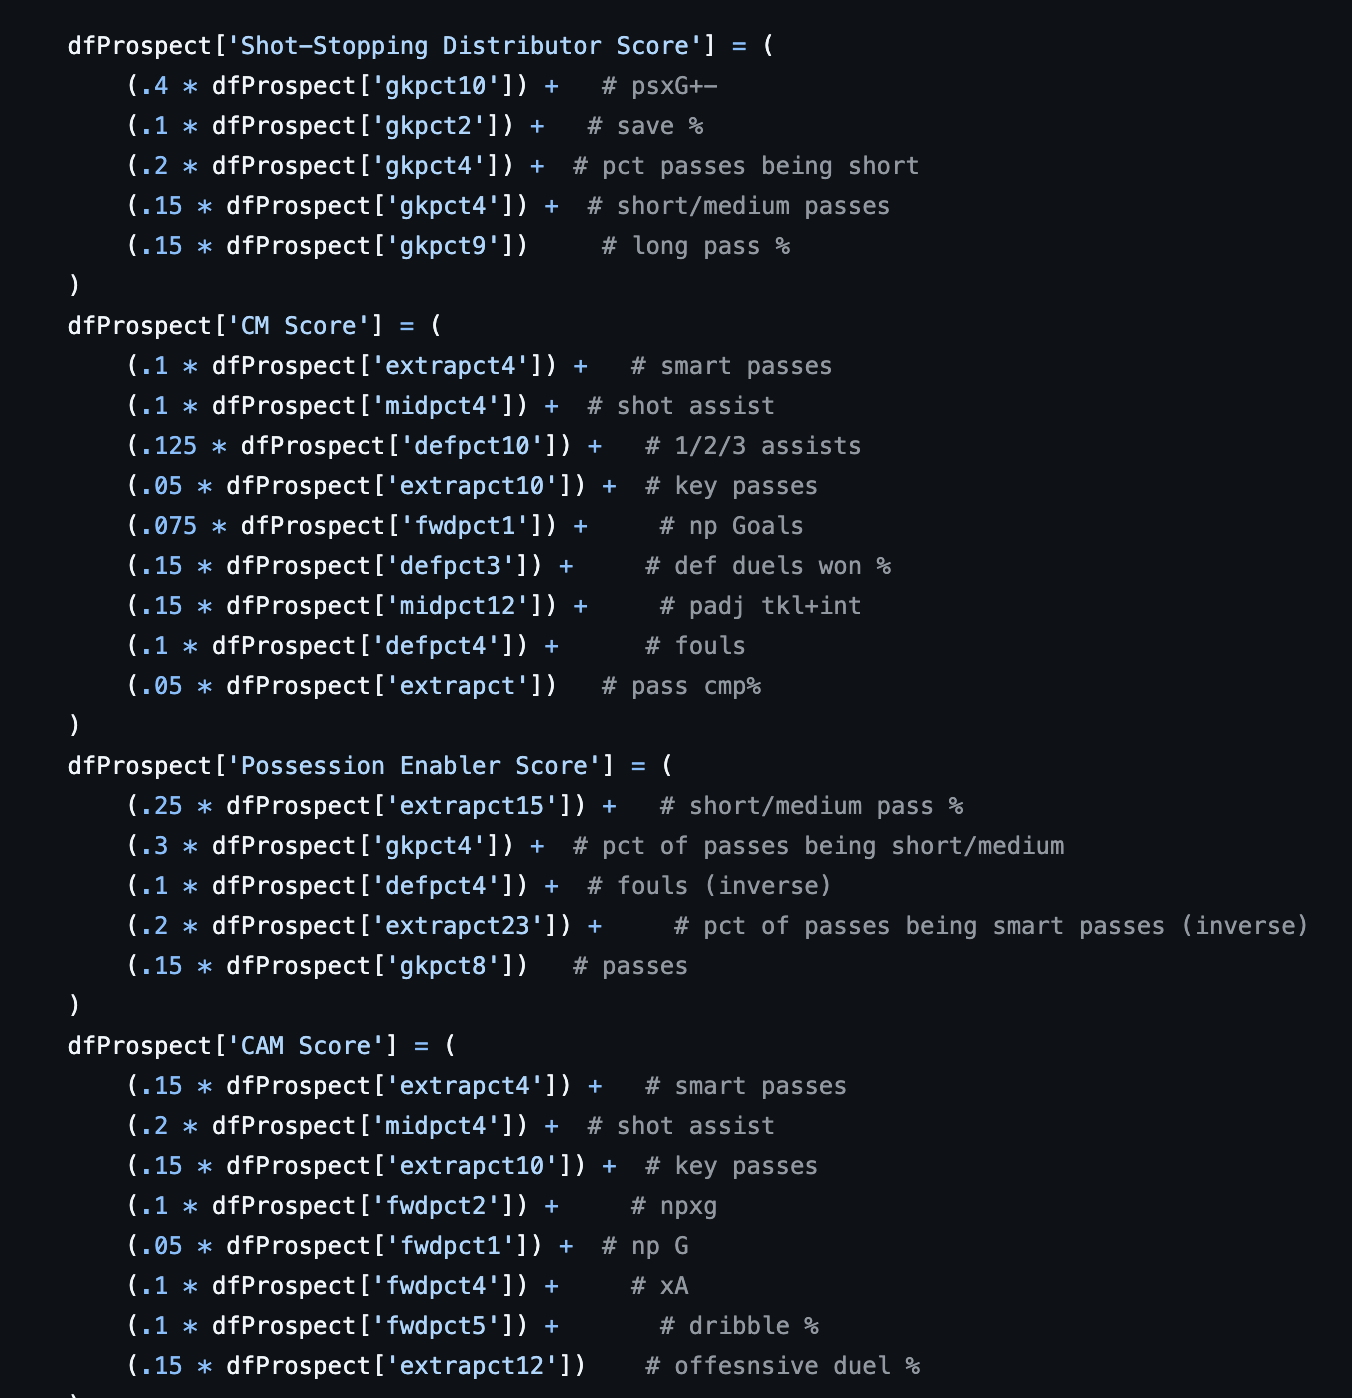 dfProspect['Shot-Stopping Distributor Score'] = (
    (.4 * dfProspect['gkpct10']) +   # psxG+-
    (.1 * dfProspect['gkpct2']) +   # save %
    (.2 * dfProspect['gkpct4']) +  # pct passes being short
    (.15 * dfProspect['gkpct4']) +  # short/medium passes
    (.15 * dfProspect['gkpct9'])     # long pass %
)
dfProspect['CM Score'] = (
    (.1 * dfProspect['extrapct4']) +   # smart passes
    (.1 * dfProspect['midpct4']) +  # shot assist
    (.125 * dfProspect['defpct10']) +   # 1/2/3 assists
    (.05 * dfProspect['extrapct10']) +  # key passes
    (.075 * dfProspect['fwdpct1']) +     # np Goals
    (.15 * dfProspect['defpct3']) +     # def duels won %
    (.15 * dfProspect['midpct12']) +     # padj tkl+int
    (.1 * dfProspect['defpct4']) +      # fouls
    (.05 * dfProspect['extrapct'])   # pass cmp%
)
dfProspect['Possession Enabler Score'] = (
    (.25 * dfProspect['extrapct15']) +   # short/medium pass %
    (.3 * dfProspect['gkpct4']) +  # pct of passes being short/medium
    (.1 * dfProspect['defpct4']) +  # fouls (inverse)
    (.2 * dfProspect['extrapct23']) +     # pct of passes being smart passes (inverse)
    (.15 * dfProspect['gkpct8'])   # passes
)
dfProspect['CAM Score'] = (
    (.15 * dfProspect['extrapct4']) +   # smart passes
    (.2 * dfProspect['midpct4']) +  # shot assist
    (.15 * dfProspect['extrapct10']) +  # key passes
    (.1 * dfProspect['fwdpct2']) +     # npxg
    (.05 * dfProspect['fwdpct1']) +  # np G
    (.1 * dfProspect['fwdpct4']) +     # xA
    (.1 * dfProspect['fwdpct5']) +       # dribble %
    (.15 * dfProspect['extrapct12'])    # offesnsive duel %
)